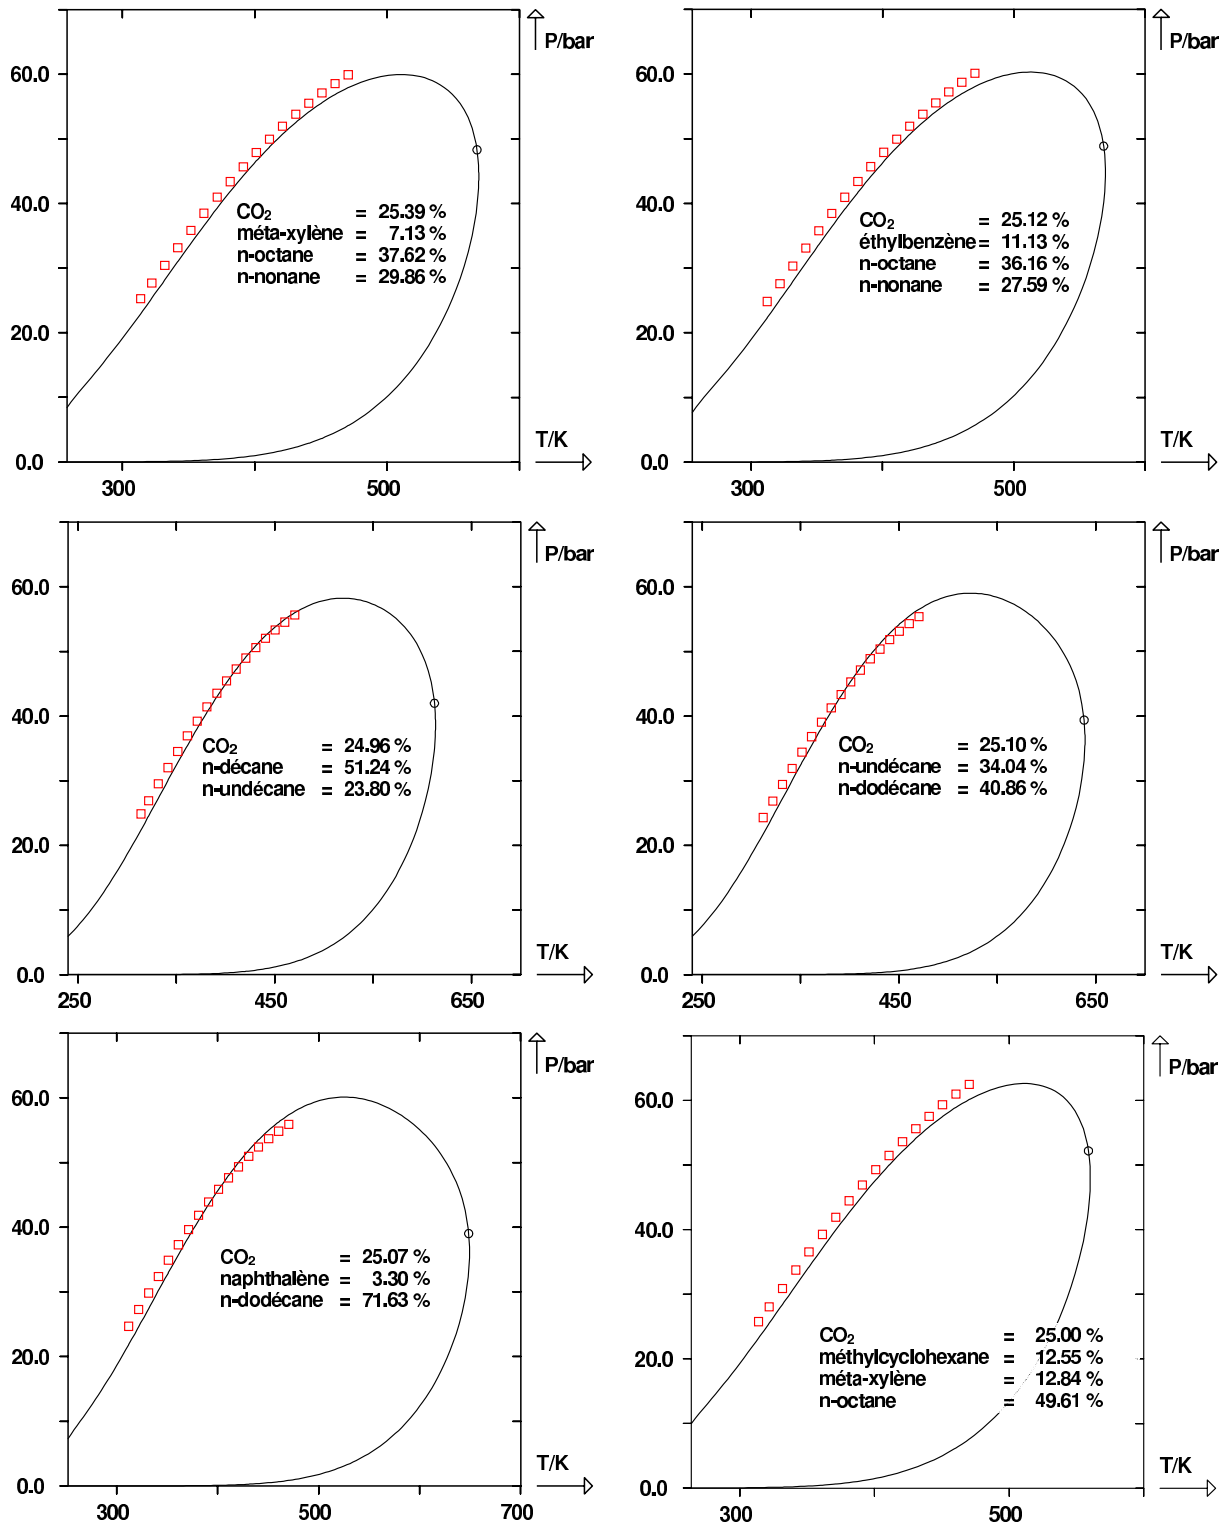 P/bar
60.0
40.0
20.0
0.0
CO₂ = 25.39 %
méta-xylène = 7.13 %
n-octane = 37.62 %
n-nonane = 29.86 %
T/K
300 500
P/bar
60.0
40.0
20.0
0.0
CO₂ = 25.12 %
éthylbenzène = 11.13 %
n-octane = 36.16 %
n-nonane = 27.59 %
T/K
300 500
P/bar
60.0
40.0
20.0
0.0
CO₂ = 24.96 %
n-décane = 51.24 %
n-undécane = 23.80 %
T/K
250 450 650
P/bar
60.0
40.0
20.0
0.0
CO₂ = 25.10 %
n-undécane = 34.04 %
n-dodécane = 40.86 %
T/K
250 450 650
P/bar
60.0
40.0
20.0
0.0
CO₂ = 25.07 %
naphthalène = 3.30 %
n-dodécane = 71.63 %
T/K
300 500 700
P/bar
60.0
40.0
20.0
0.0
CO₂ = 25.00 %
méthylcyclohexane = 12.55 %
méta-xylène = 12.84 %
n-octane = 49.61 %
T/K
300 500